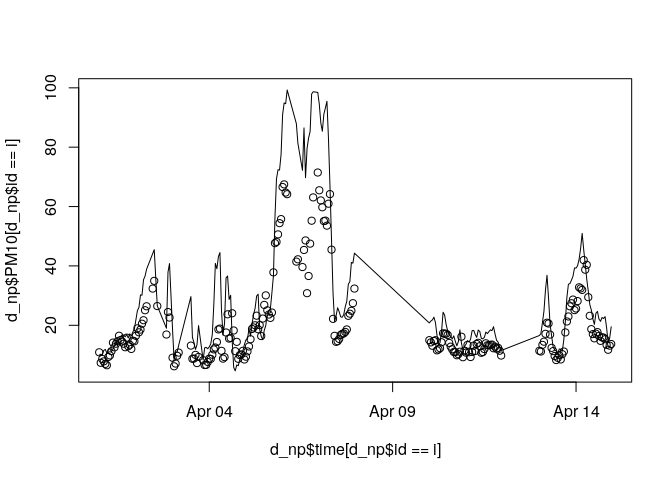 100
80
60
40
20
d_np$PM10[d_np$id == i]
Apr 04 Apr 09 Apr 14
d_np$time[d_np$id == i]